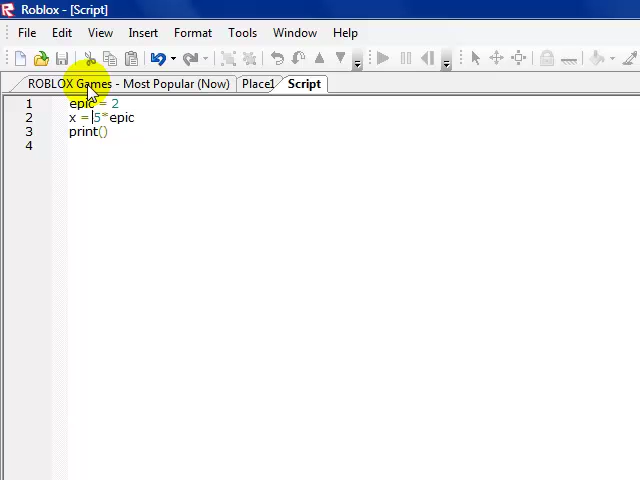 Roblox - [Script]
File Edit View Insert Format Tools Window Help
ROBLOX Games - Most Popular (Now) Place1 Script
1 epic = 2
2 x = 5*epic
3 print()
4